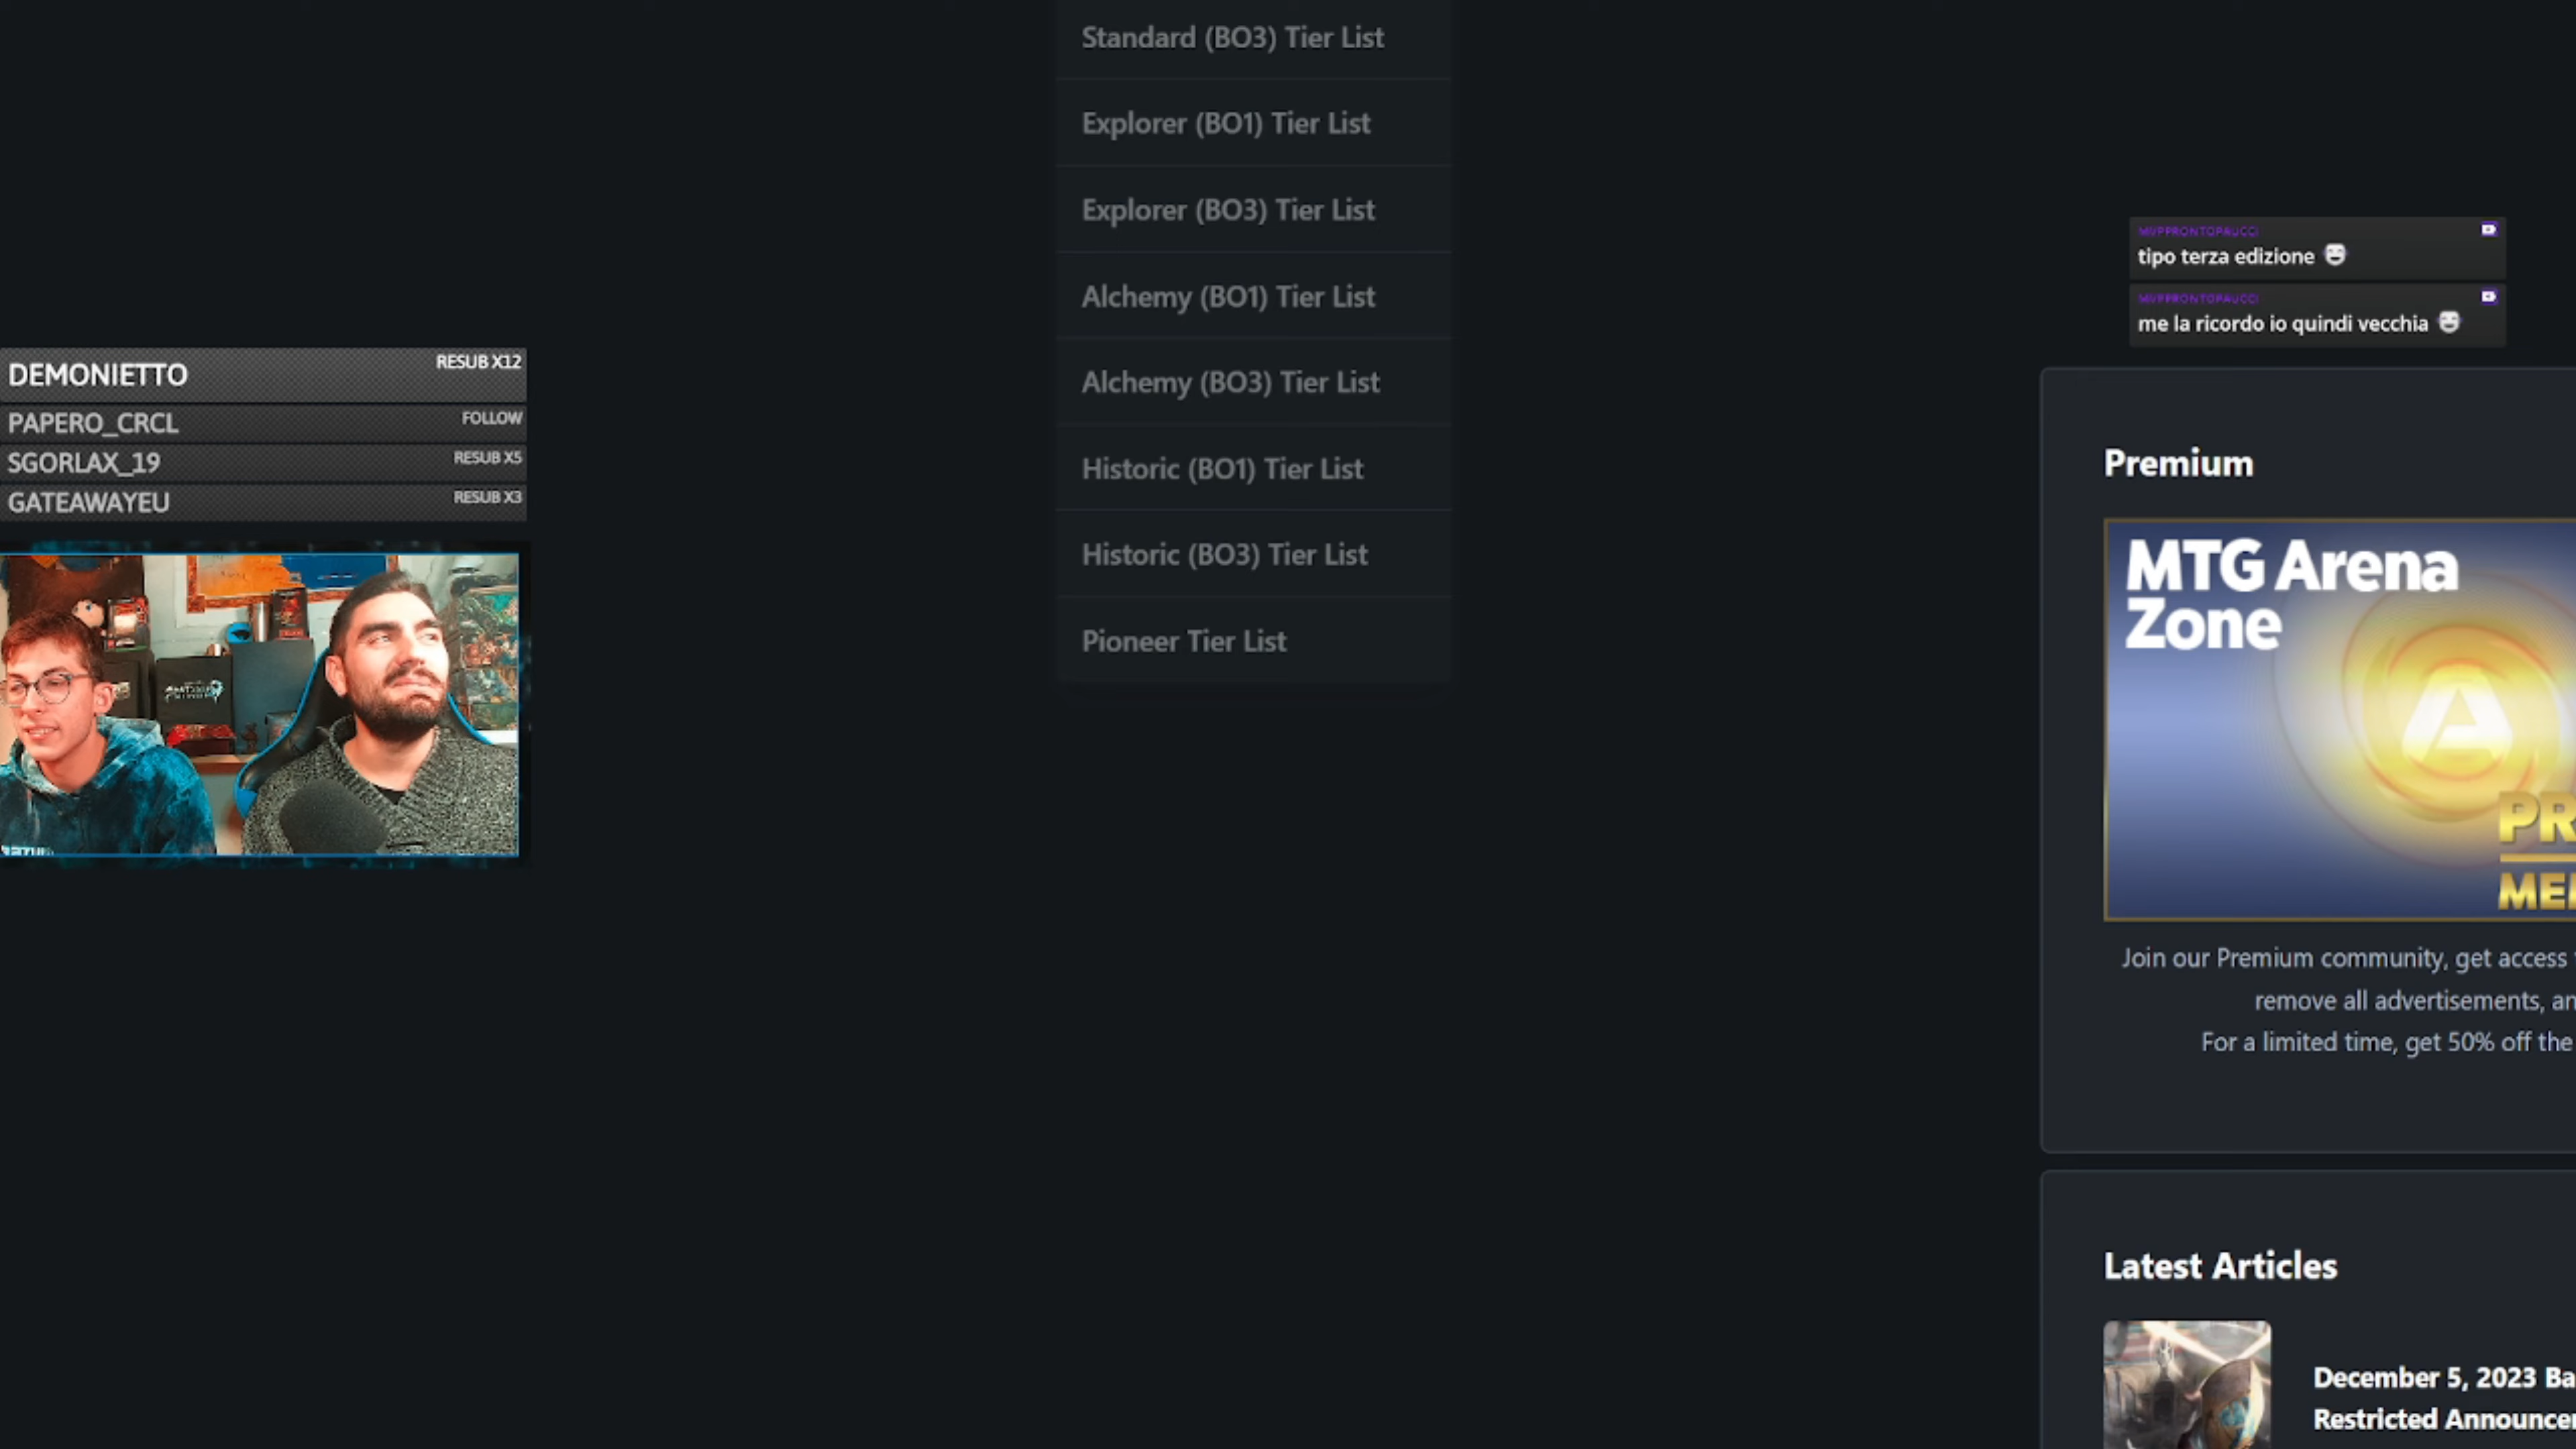 Standard (BO3) Tier List
Explorer (BO1) Tier List
Explorer (BO3) Tier List
Alchemy (BO1) Tier List
Alchemy (BO3) Tier List
Historic (BO1) Tier List
Historic (BO3) Tier List
Pioneer Tier List
DEMONIETTO RESUB X12
PAPERO_CRCL FOLLOW
SGORLAX_19 RESUB X5
GATEAWAYEU RESUB X3
MVPPRONTOPAUCCI
tipo terza edizione
MVPPRONTOPAUCCI
me la ricordo io quindi vecchia
Premium
MTG Arena
Zone
PR
MEM
Join our Premium community, get access
remove all advertisements, an
For a limited time, get 50% off the
Latest Articles
December 5, 2023 Ba
Restricted Announce